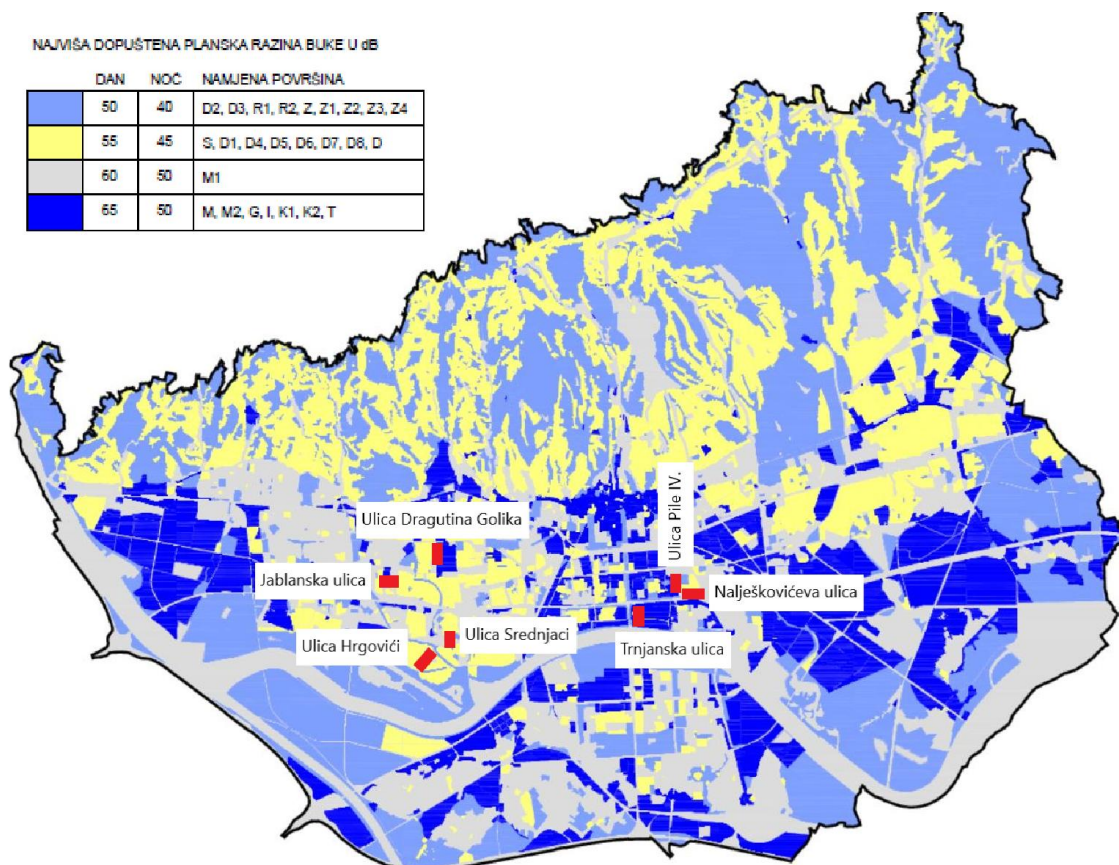 NAJVIŠA DOPUŠTENA PLANSKA RAZINA BUKE U dB
DAN NOĆ NAMJENA POVRŠINA
50 40 D2, D3, R1, R2, Z, Z1, Z2, Z3, Z4
55 45 S, D1, D4, D5, D6, D7, D8, D
60 50 M1
65 50 M, M2, G, I, K1, K2, T
Ulica Pile IV.
Ulica Dragutina Golika
Jablanska ulica
Nalješkovićeva ulica
Ulica Srednjaci
Ulica Hrgovići
Trnjanska ulica